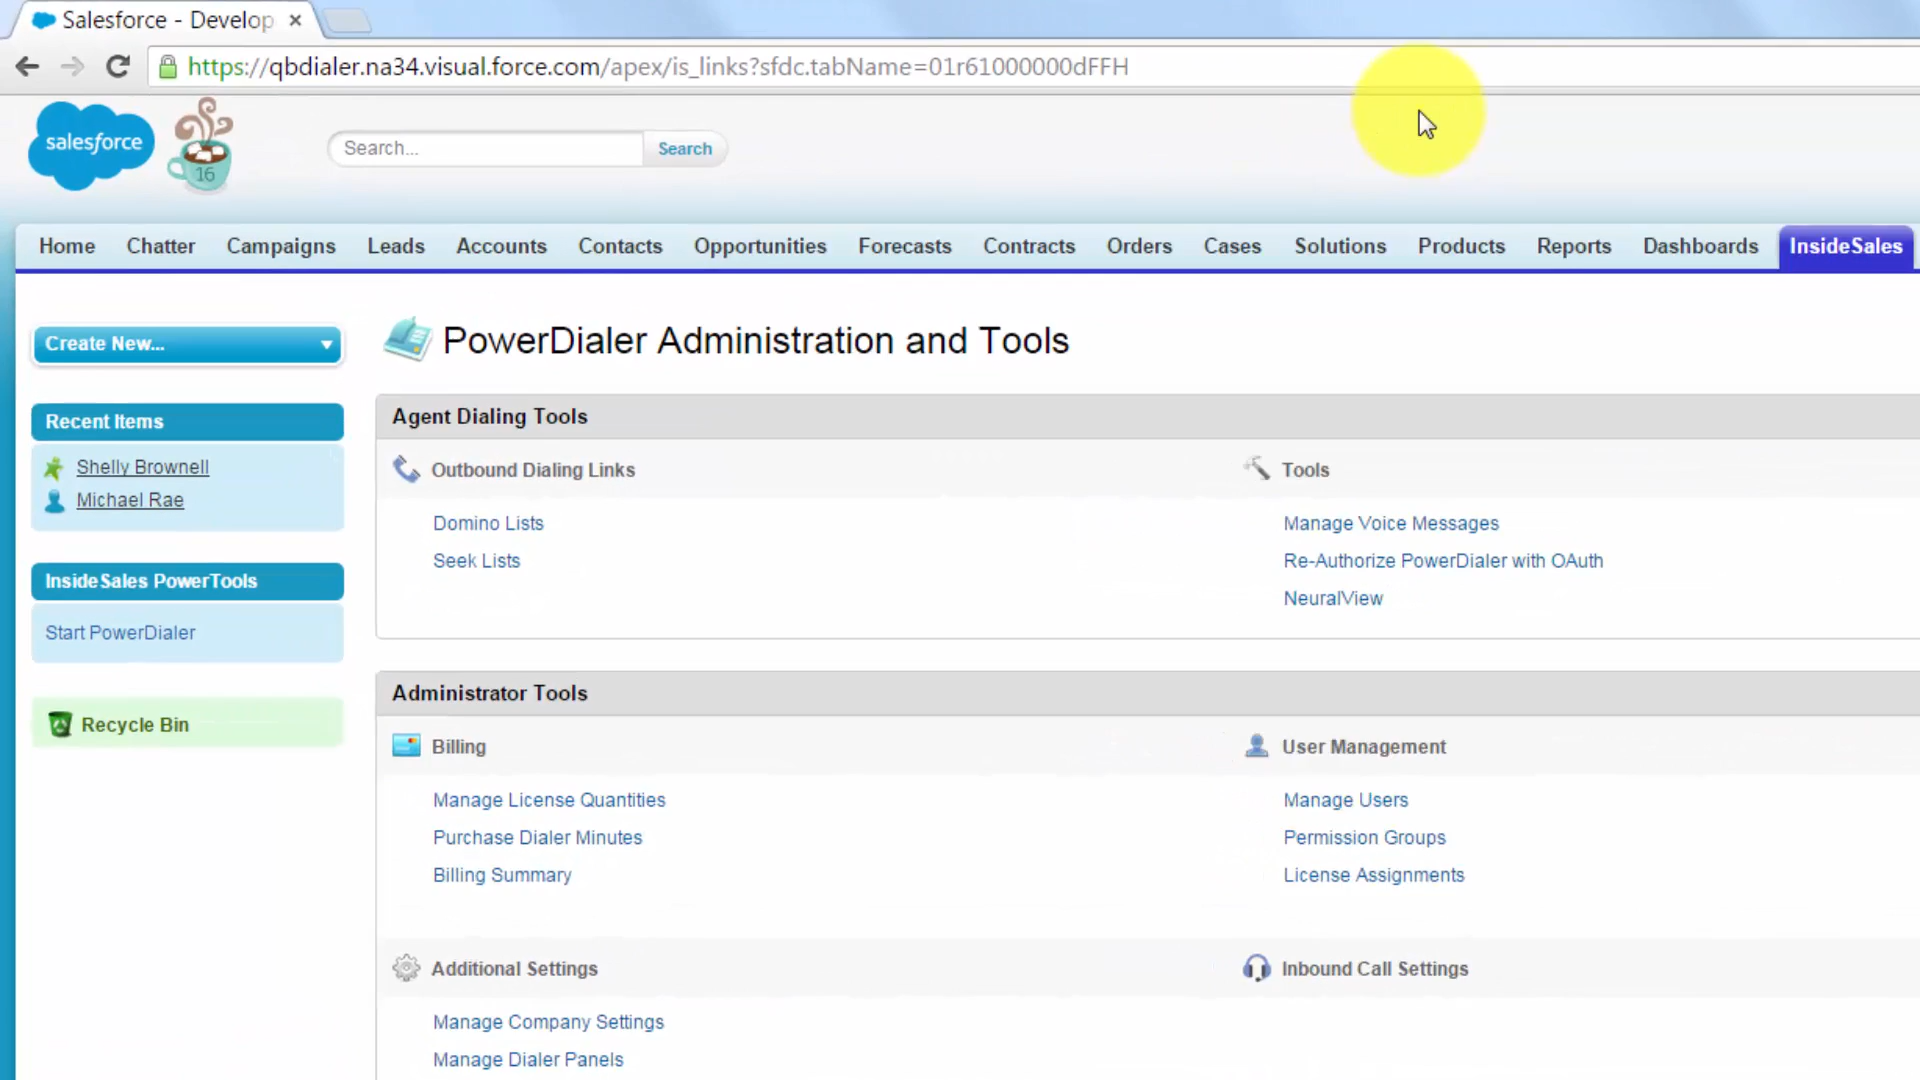 Salesforce - Develop
https://qbdialer.na34.visual.force.com/apex/is_links?sfdc.tabName=01r61000000dFFH
salesforce
16
Search...
Search
Home Chatter Campaigns Leads Accounts Contacts Opportunities Forecasts Contracts Orders Cases Solutions Products Reports Dashboards InsideSales
Create New...
PowerDialer Administration and Tools
Recent Items
Shelly Brownell
Michael Rae
InsideSales PowerTools
Start PowerDialer
Recycle Bin
Agent Dialing Tools
Outbound Dialing Links
Domino Lists
Seek Lists
Tools
Manage Voice Messages
Re-Authorize PowerDialer with OAuth
NeuralView
Administrator Tools
Billing
Manage License Quantities
Purchase Dialer Minutes
Billing Summary
User Management
Manage Users
Permission Groups
License Assignments
Additional Settings
Manage Company Settings
Manage Dialer Panels
Inbound Call Settings